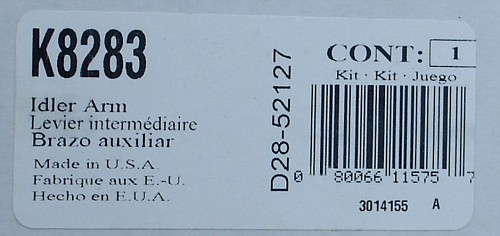 K8283
Idler Arm
Levier intermédiaire
Brazo auxiliar
Made in U.S.A.
Fabrique aux E.-U.
Hecho en E.U.A.
D28-52127
CONT: 1
Kit · Kit · Juego
0 80066 11575 7
3014155 A